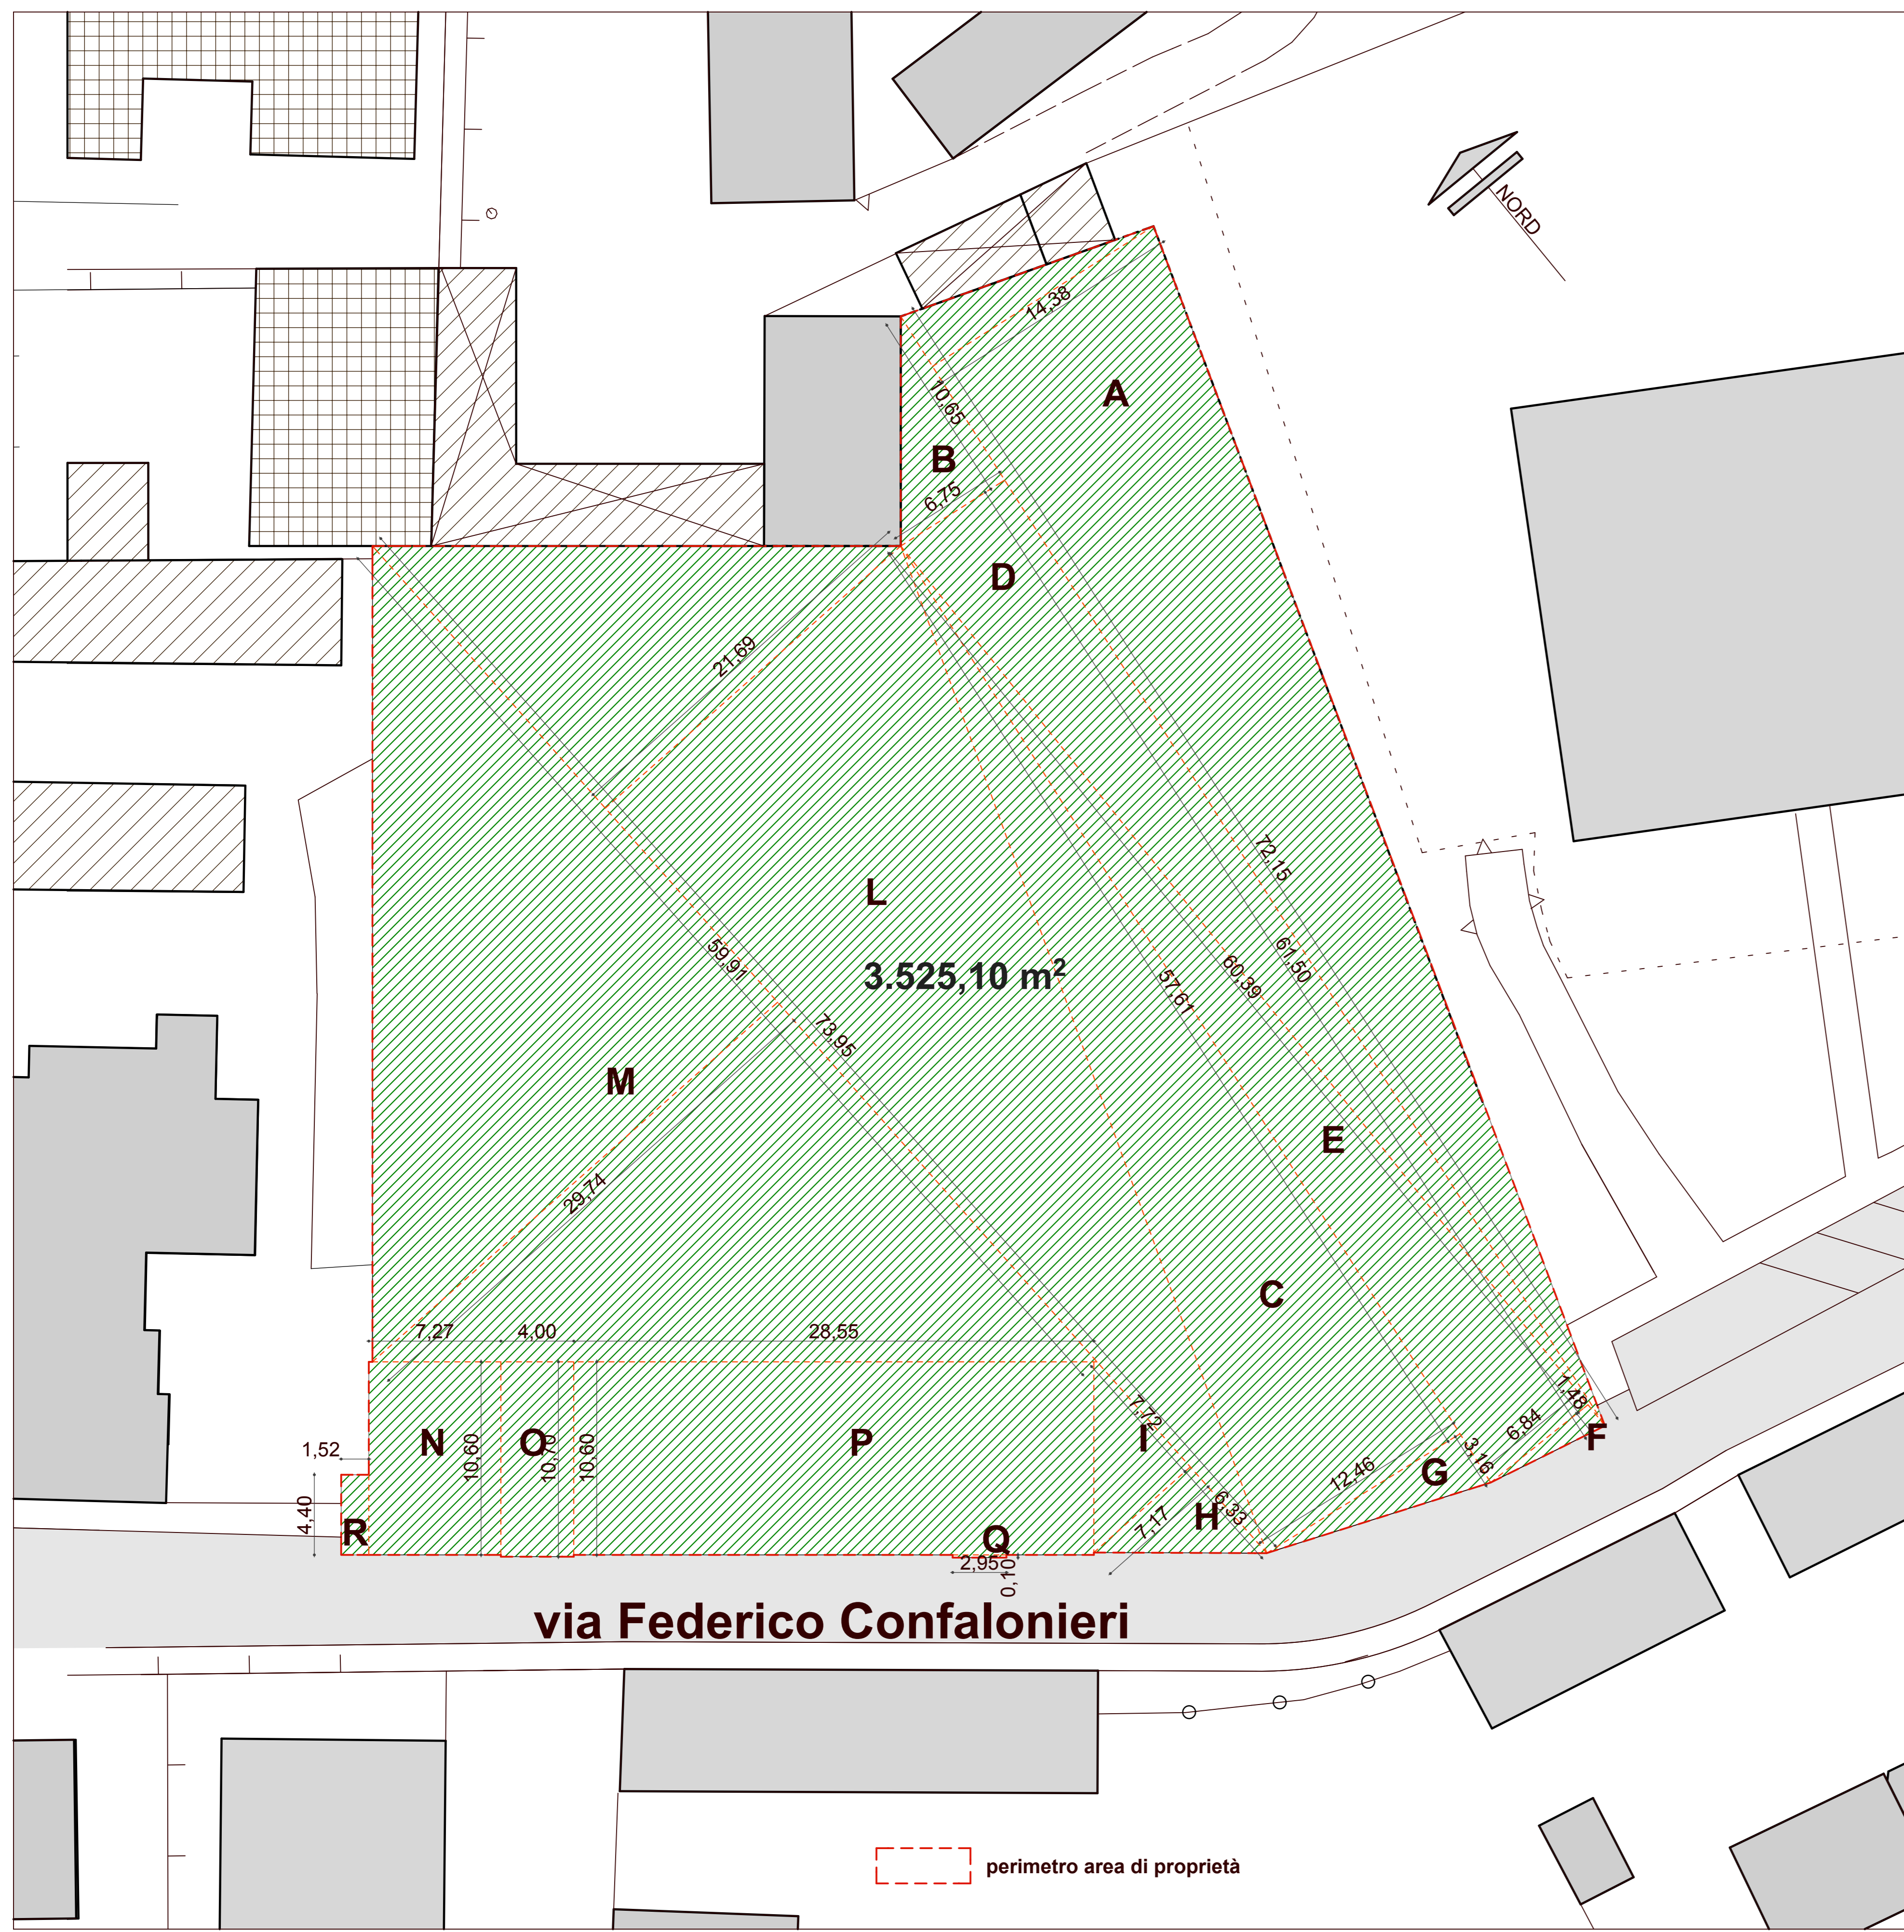 NORD
14,38
A
10,65
B
6,75
D
21,69
72,15
L
59,91
61,50
60,39
3.525,10 m²
57,61
73,95
M
E
29,74
C
7,27
4,00
28,55
1,48
7,72
6,84
F
N
O
P
I
3,16
1,52
10,60
10,70
10,60
12,46
G
4,40
6,33
R
7,17
H
Q
2,95
0,10
via Federico Confalonieri
perimetro area di proprietà